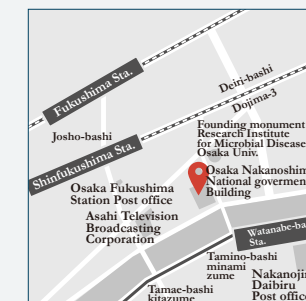 Fukushima Sta.
Deiri-bashi
Dojima-3
Josho-bashi
Founding monument
Research Institute
for Microbial Disease
Osaka Univ.
Shinfukushima Sta.
Osaka Nakanoshim
National goverment
Building
Osaka Fukushima
Station Post office
Asahi Television
Broadcasting
Corporation
Watanabe-ba
Sta.
Tamino-bashi
minami
zume
Nakanojim
Daibiru
Post office
Tamae-bashi
kitazume